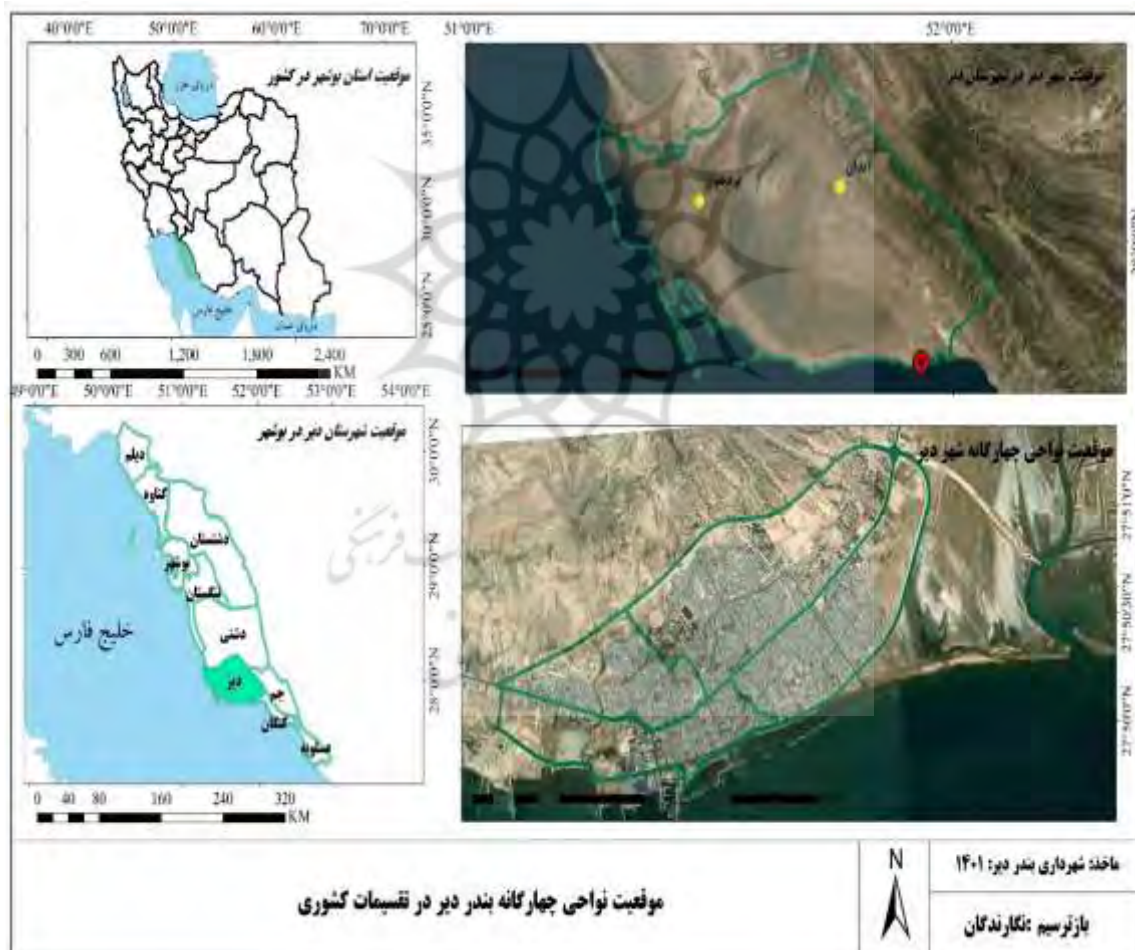 40°0'0"E 50°0'0"E 60°0'0"E 70°0'0"E
موقعیت استان بوشهر در کشور
دریای خزر
35°0'0"N
30°0'0"N
25°0'0"N
خلیج فارس
دریای عمان
0 300 600 1,200 1,800 2,400
KM
51°0'0"E 52°0'0"E
موقعیت شهر دیر در شهرستان دیر
آبدان
49°0'0"E 50°0'0"E 51°0'0"E 52°0'0"E 53°0'0"E 54°0'0"E
موقعیت شهرستان دیر در بوشهر
دیلم
گناوه
دشتستان
بوشهر
تنگستان
دشتی
دیر
جم
کنگان
عسلویه
خلیج فارس
30°0'0"N
29°0'0"N
28°0'0"N
0 40 80 160 240 320
KM
موقعیت نواحی چهارگانه شهر دیر
27°51'0"N
27°50'30"N
27°50'0"N
فرهنگی
موقعیت نواحی چهارگانه بندر دیر در تقسیمات کشوری
N
ماخذ: شهرداری بندر دیر: ۱۴۰۱
بازترسیم :نگارندگان